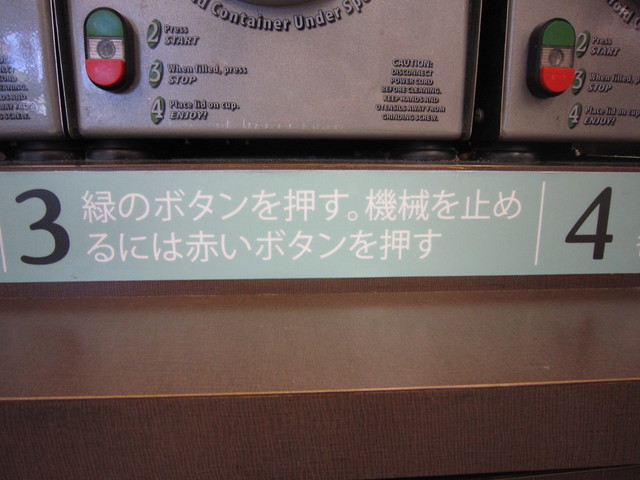 Container Under
2 Press
START
3 When filled, press
STOP
4 Place lid on cup.
ENJOY!
CAUTION:
DISCONNECT
POWER CORD
BEFORE CLEANING.
KEEP HANDS AND
UTENSILS AWAY FROM
GRINDING SCREW.
2 Press
START
3 When filled, press
STOP
4 Place lid on cup.
ENJOY!
3 緑のボタンを押す。機械を止め
るには赤いボタンを押す
4